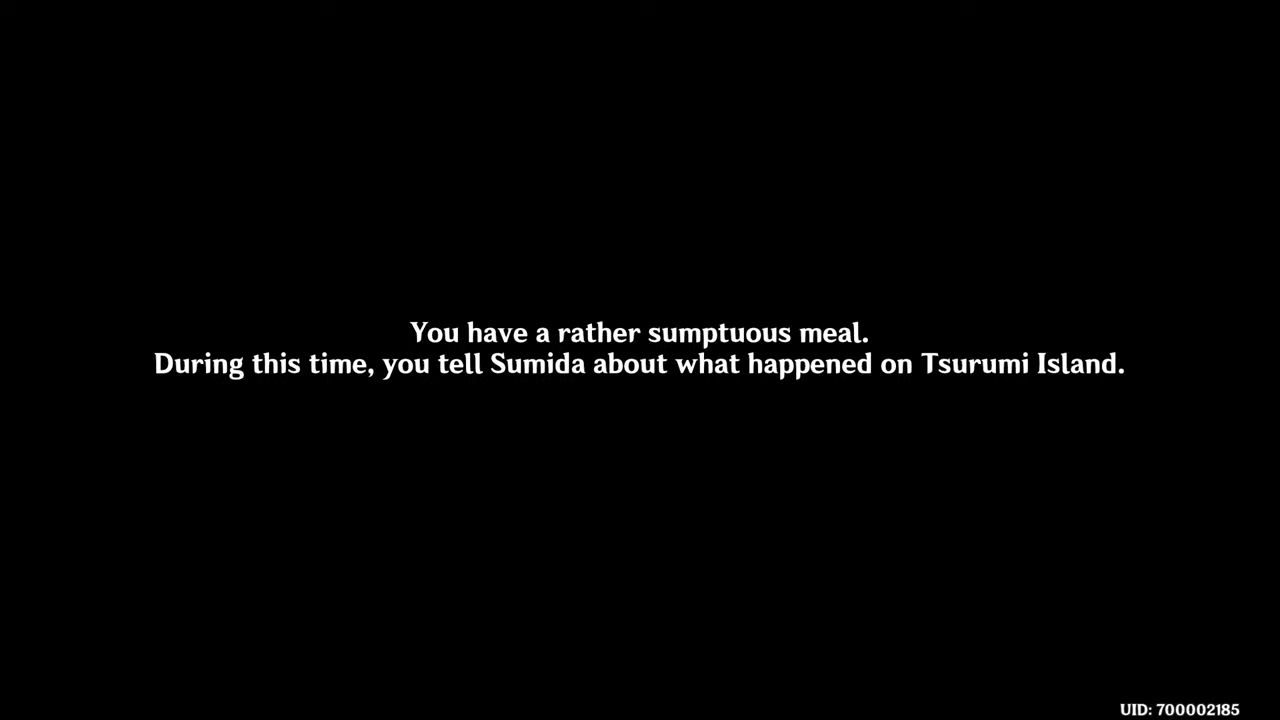 You have a rather sumptuous meal.
During this time, you tell Sumida about what happened on Tsurumi Island.
UID: 700002185